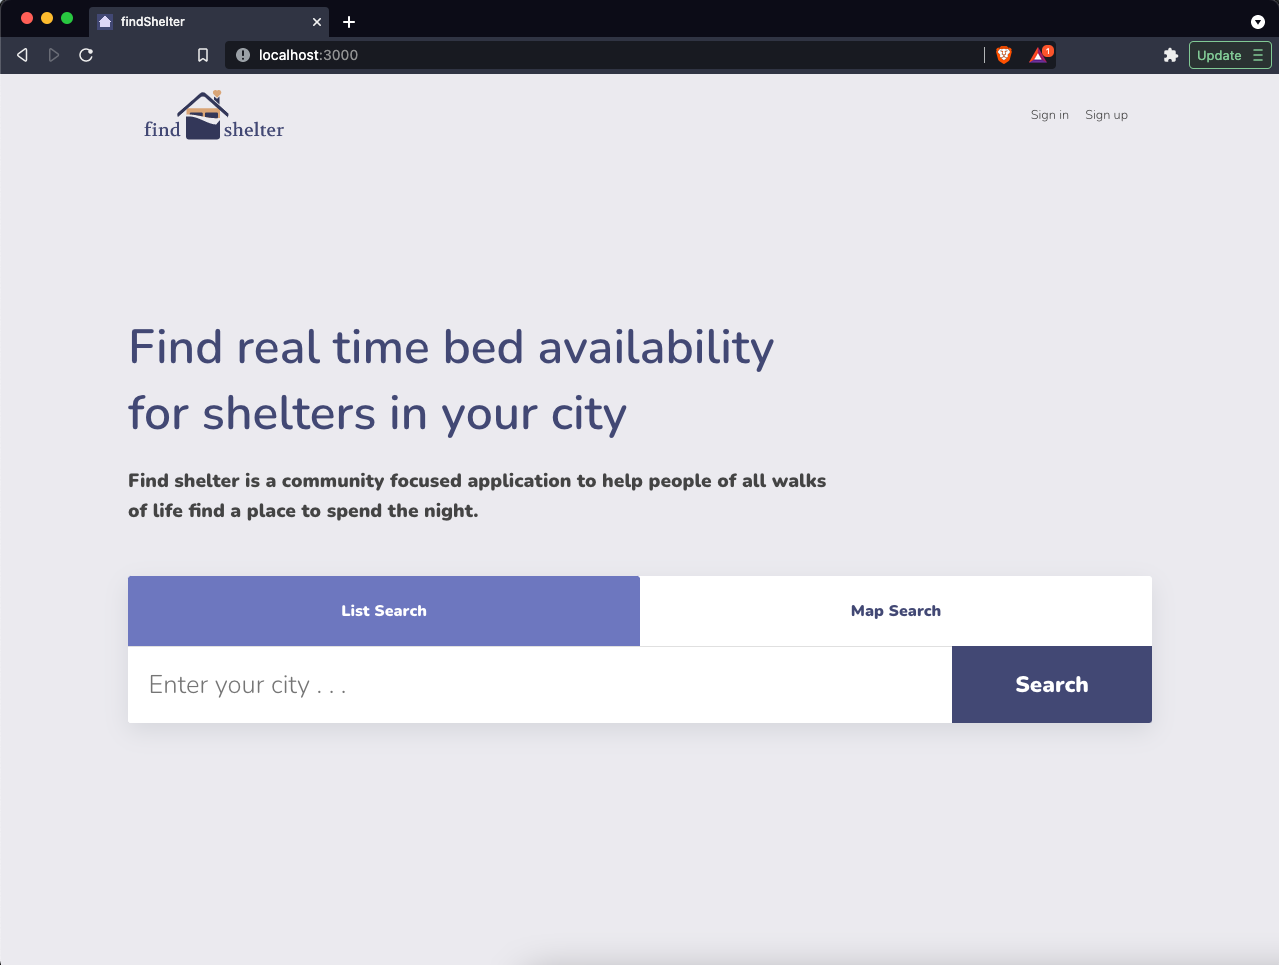 findShelter
localhost:3000
1
Update
find shelter
Sign in
Sign up
Find real time bed availability
for shelters in your city
Find shelter is a community focused application to help people of all walks
of life find a place to spend the night.
List Search
Map Search
Enter your city . . .
Search